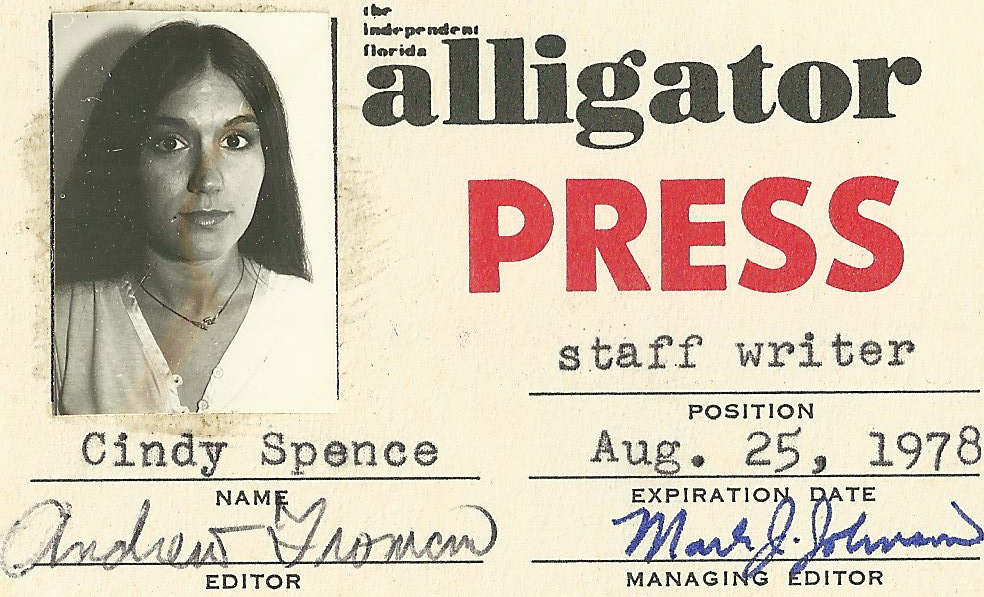 the
independent
florida
alligator
PRESS
staff writer
POSITION
Cindy Spence
NAME
Aug. 25, 1978
EXPIRATION DATE
Andrew Froman
EDITOR
Mark J. Johnson
MANAGING EDITOR